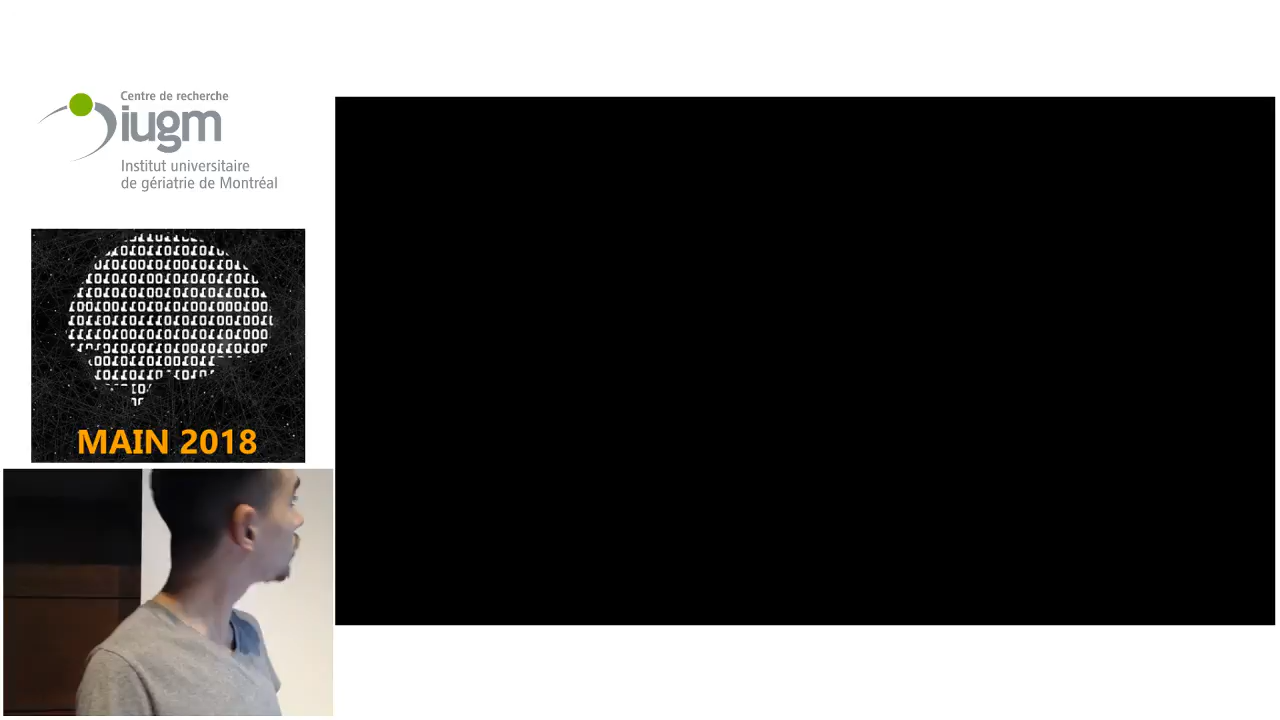 Centre de recherche
iugm
Institut universitaire
de gériatrie de Montréal
MAIN 2018